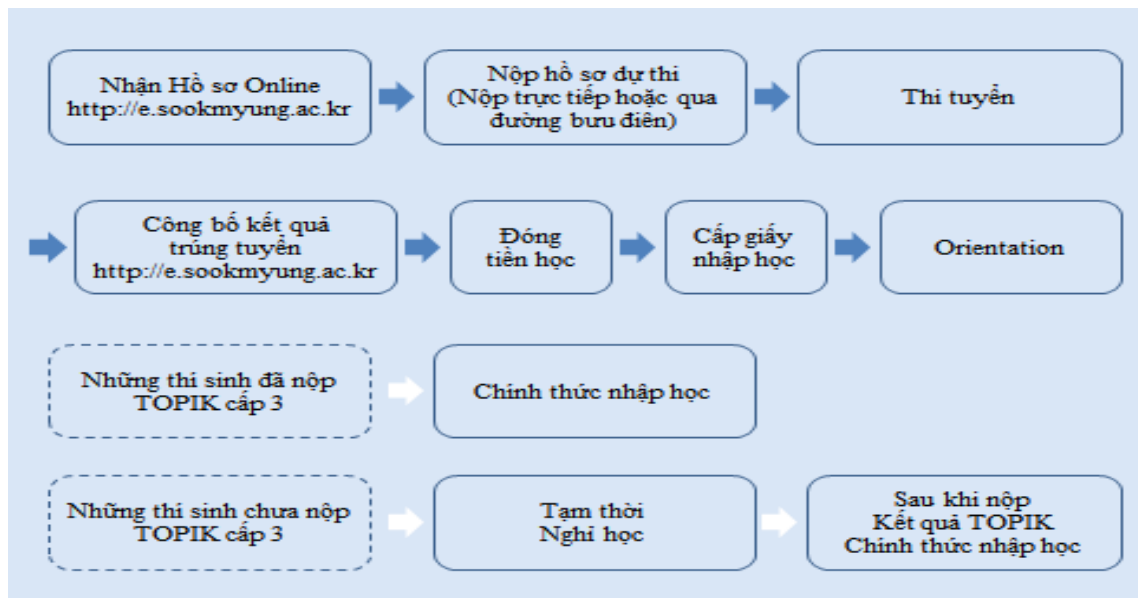 Nhận Hồ sơ Online
http://e.sookmyung.ac.kr
Nộp hồ sơ dự thi
(Nộp trực tiếp hoặc qua
đường bưu điên)
Thi tuyển
Công bố kết quả
trúng tuyển
http://e.sookmyung.ac.kr
Đóng
tiền học
Cấp giấy
nhập học
Orientation
Những thi sinh đã nộp
TOPIK cấp 3
Chính thức nhập học
Những thi sinh chưa nộp
TOPIK cấp 3
Tạm thời
Nghỉ học
Sau khi nộp
Kết quả TOPIK
Chính thức nhập học